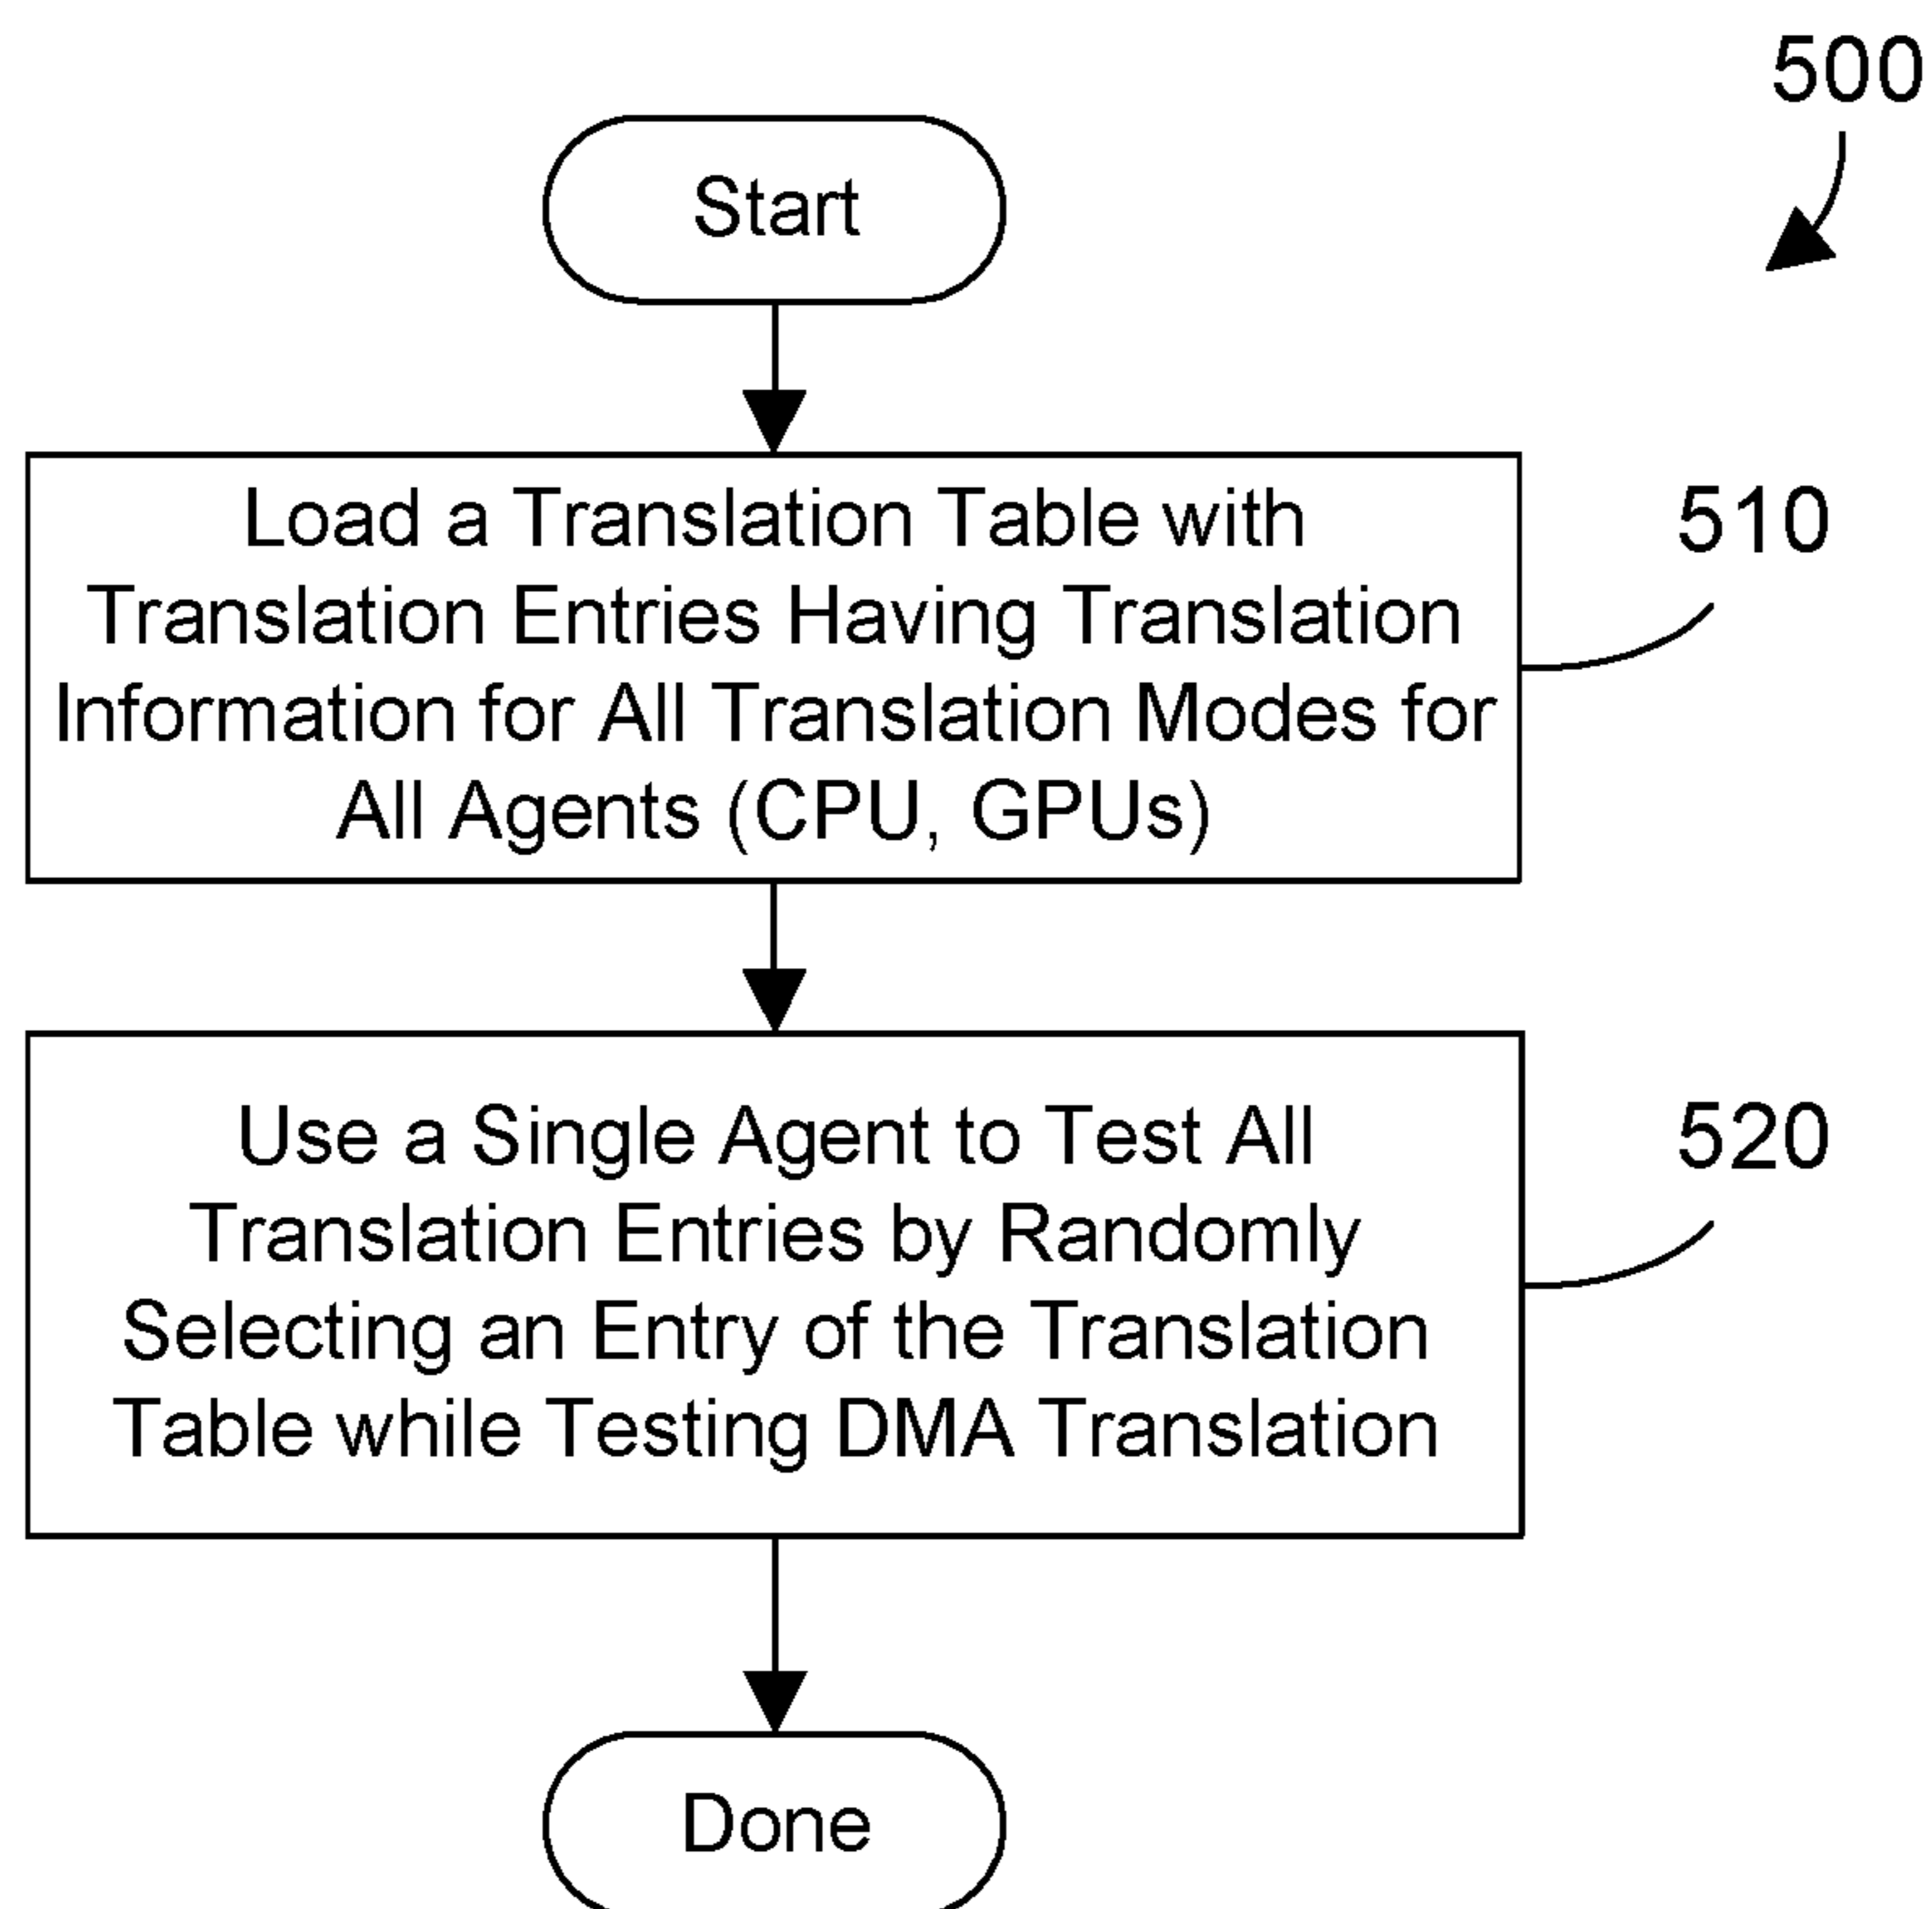 500
Start
Load a Translation Table with
Translation Entries Having Translation
Information for All Translation Modes for
All Agents (CPU, GPUs)
510
Use a Single Agent to Test All
Translation Entries by Randomly
Selecting an Entry of the Translation
Table while Testing DMA Translation
520
Done